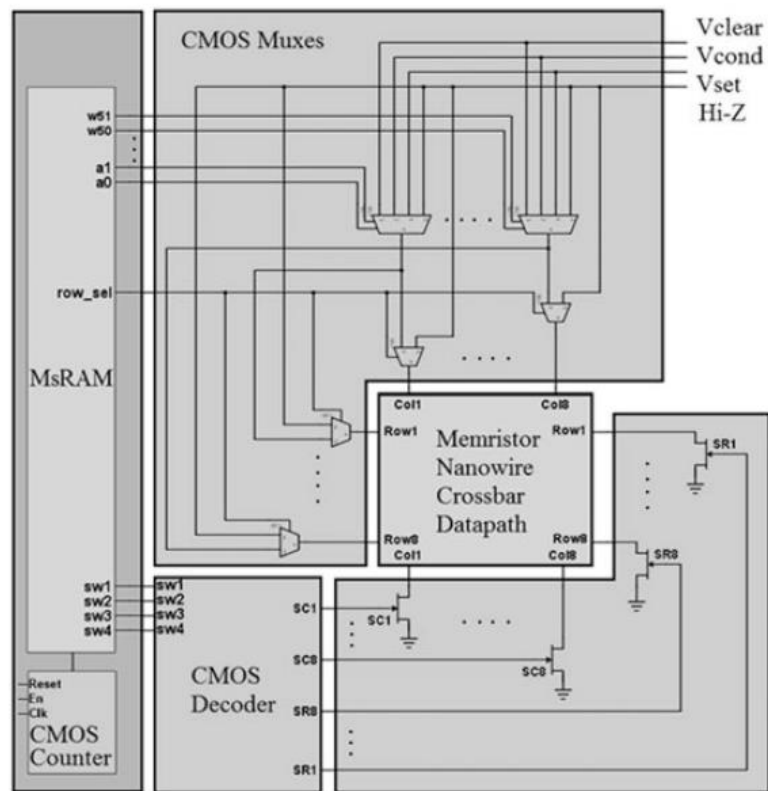 CMOS Muxes
Vclear
Vcond
Vset
Hi-Z
w51
w50
a1
a0
row_sel
MsRAM
Col1
Col8
Row1
Row1
Memristor
Nanowire
Crossbar
Datapath
SR1
Row8
Row8
Col1
Col8
SR8
sw1
sw2
sw3
sw4
sw1
sw2
sw3
sw4
SC1
SC1
SC8
SC8
CMOS
Decoder
SR8
SR1
Reset
En
Clk
CMOS
Counter